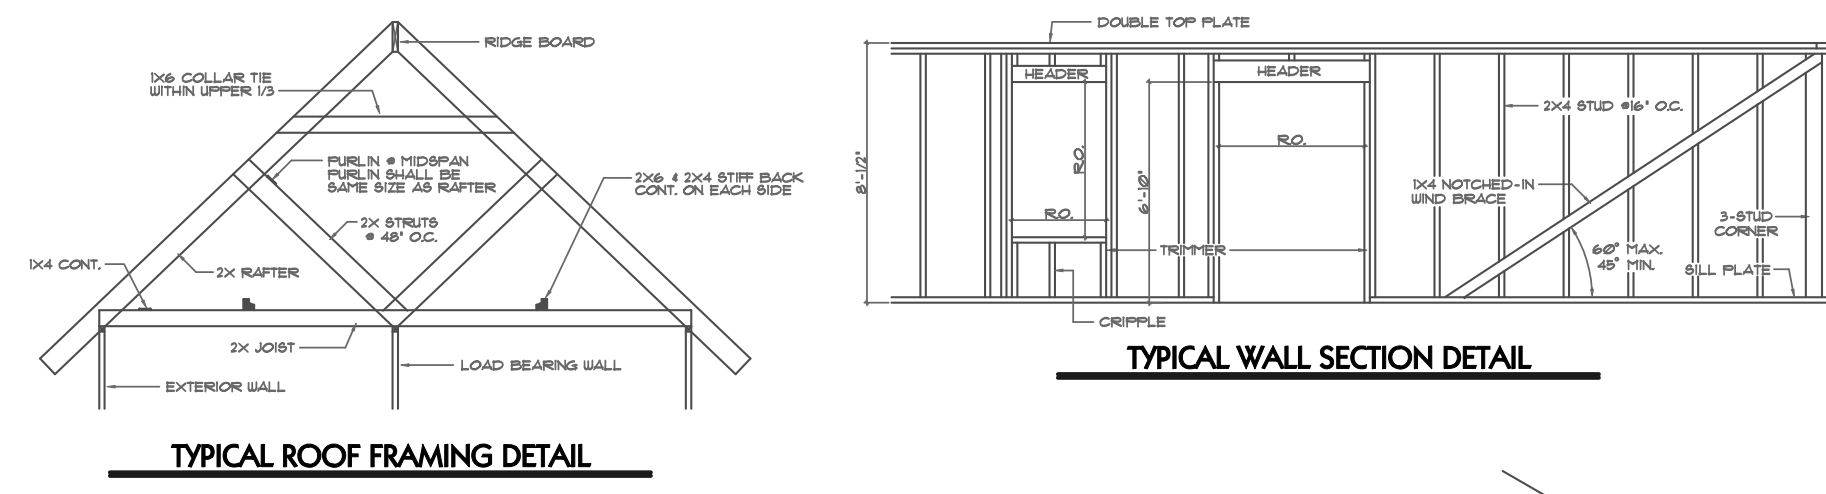 RIDGE BOARD
1X6 COLLAR TIE
WITHIN UPPER 1/3
PURLIN @ MIDSPAN
PURLIN SHALL BE
SAME SIZE AS RAFTER
2X6 & 2X4 STIFF BACK
CONT. ON EACH SIDE
2X STRUTS
@ 48" O.C.
1X4 CONT.
2X RAFTER
2X JOIST
LOAD BEARING WALL
EXTERIOR WALL
TYPICAL ROOF FRAMING DETAIL
DOUBLE TOP PLATE
HEADER
HEADER
8'-1/2"
R.O.
6'-10"
R.O.
R.O.
2X4 STUD @16" O.C.
1X4 NOTCHED-IN
WIND BRACE
3-STUD
CORNER
TRIMMER
60° MAX.
45° MIN.
SILL PLATE
CRIPPLE
TYPICAL WALL SECTION DETAIL